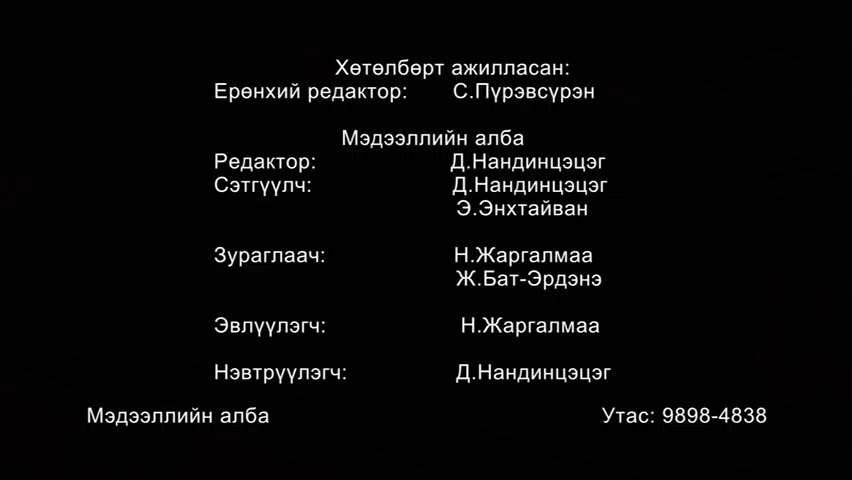 Хөтөлбөрт ажилласан:
Ерөнхий редактор: С.Пүрэвсүрэн
Мэдээллийн алба
Редактор: Д.Нандинцэцэг
Сэтгүүлч: Д.Нандинцэцэг
Э.Энхтайван
Зураглаач: Н.Жаргалмаа
Ж.Бат-Эрдэнэ
Эвлүүлэгч: Н.Жаргалмаа
Нэвтрүүлэгч: Д.Нандинцэцэг
Мэдээллийн алба Утас: 9898-4838